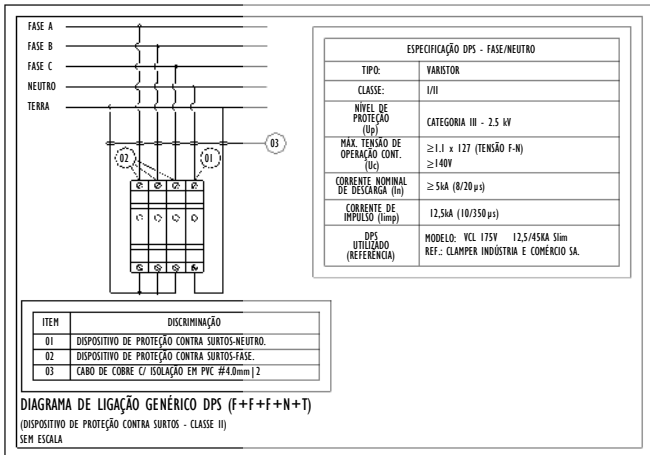 FASE A
FASE B
FASE C
NEUTRO
TERRA
03
02
01
ESPECIFICAÇÃO DPS - FASE/NEUTRO
TIPO: VARISTOR
CLASSE: I/II
NÍVEL DE
PROTEÇÃO
(Up)
CATEGORIA III - 2.5 kV
MÁX. TENSÃO DE
OPERAÇÃO CONT.
(Uc)
≥1.1 x 127 (TENSÃO F-N)
≥140V
CORRENTE NOMINAL
DE DESCARGA (In)
≥ 5kA (8/20µs)
CORRENTE DE
IMPULSO (Iimp)
12,5kA (10/350µs)
DPS
UTILIZADO
(REFERÊNCIA)
MODELO: VCL 175V 12,5/45KA Slim
REF.: CLAMPER INDÚSTRIA E COMÉRCIO SA.
ITEM DISCRIMINAÇÃO
01 DISPOSITIVO DE PROTEÇÃO CONTRA SURTOS-NEUTRO.
02 DISPOSITIVO DE PROTEÇÃO CONTRA SURTOS-FASE.
03 CABO DE COBRE C/ ISOLAÇÃO EM PVC #4.0mm|2
DIAGRAMA DE LIGAÇÃO GENÉRICO DPS (F+F+F+N+T)
(DISPOSITIVO DE PROTEÇÃO CONTRA SURTOS - CLASSE II)
SEM ESCALA